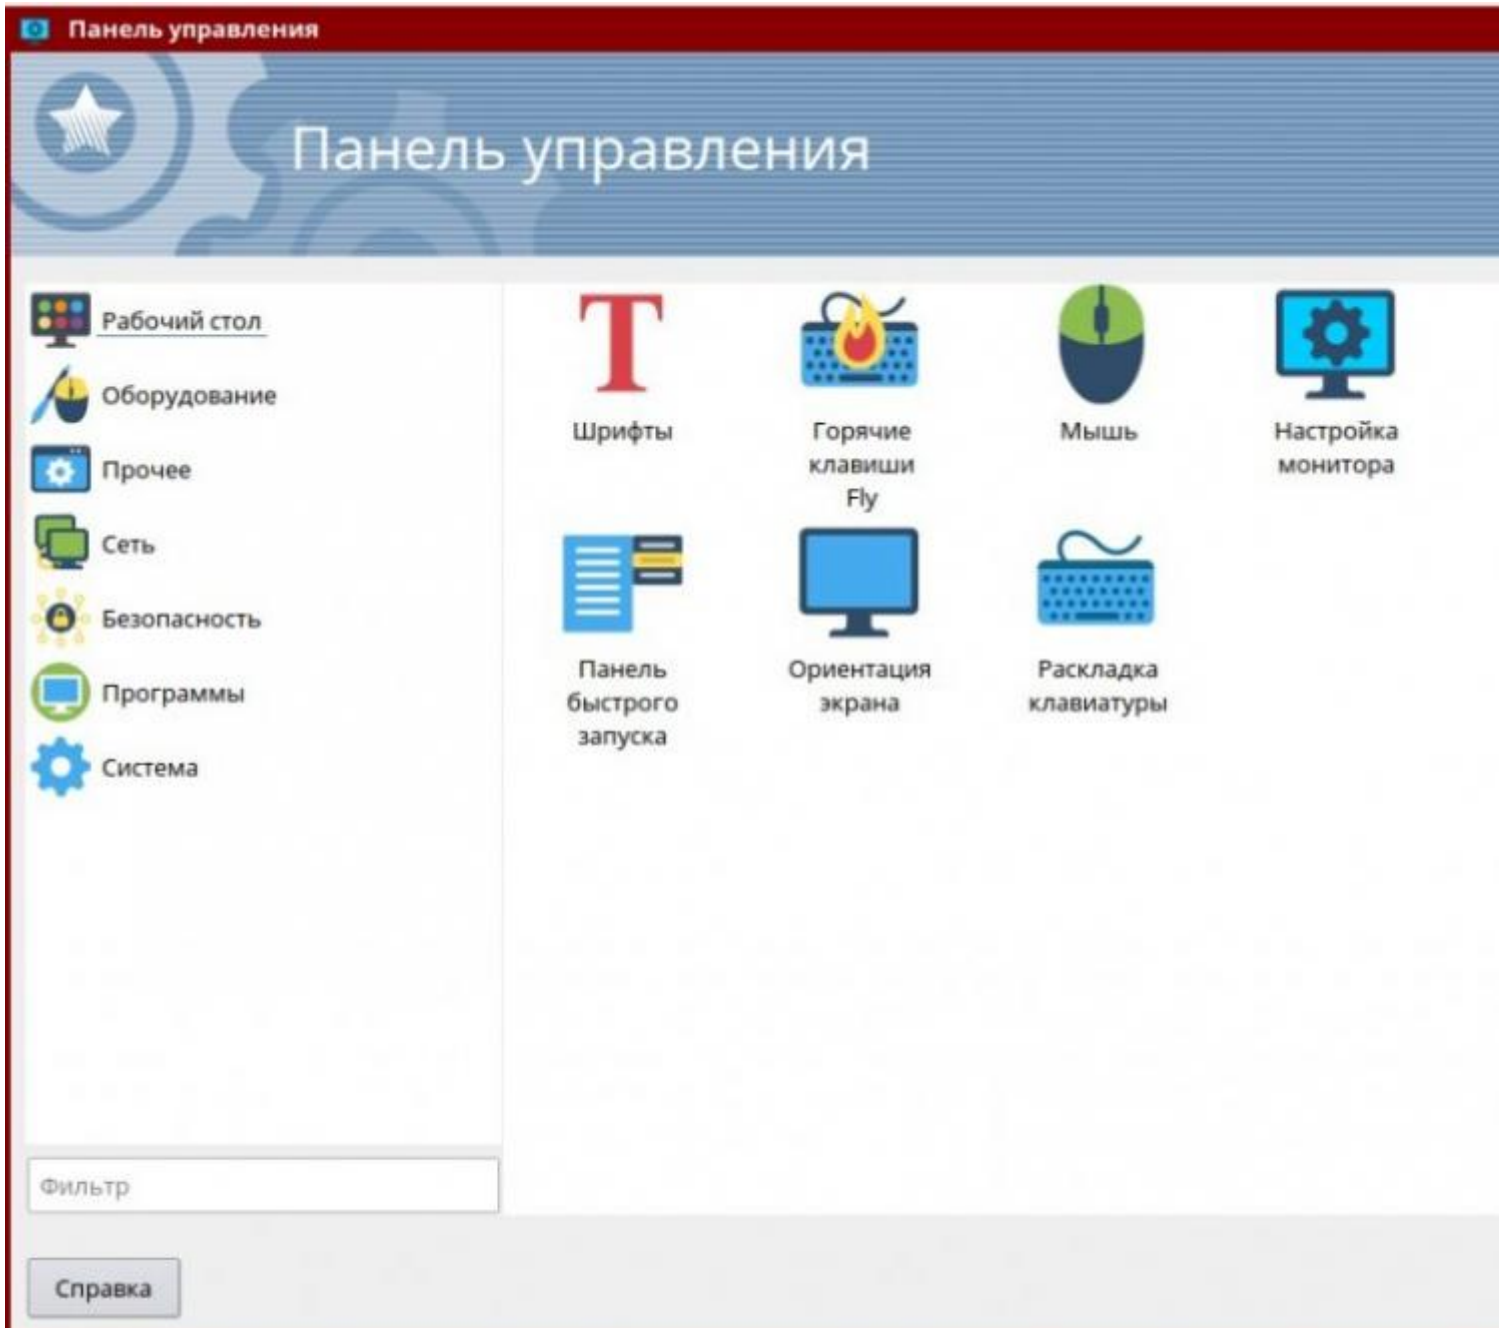 Панель управления
Панель управления
Рабочий стол
Оборудование
Прочее
Сеть
Безопасность
Программы
Система
Шрифты
Горячие
клавиши
Fly
Мышь
Настройка
монитора
Панель
быстрого
запуска
Ориентация
экрана
Раскладка
клавиатуры
Фильтр
Справка